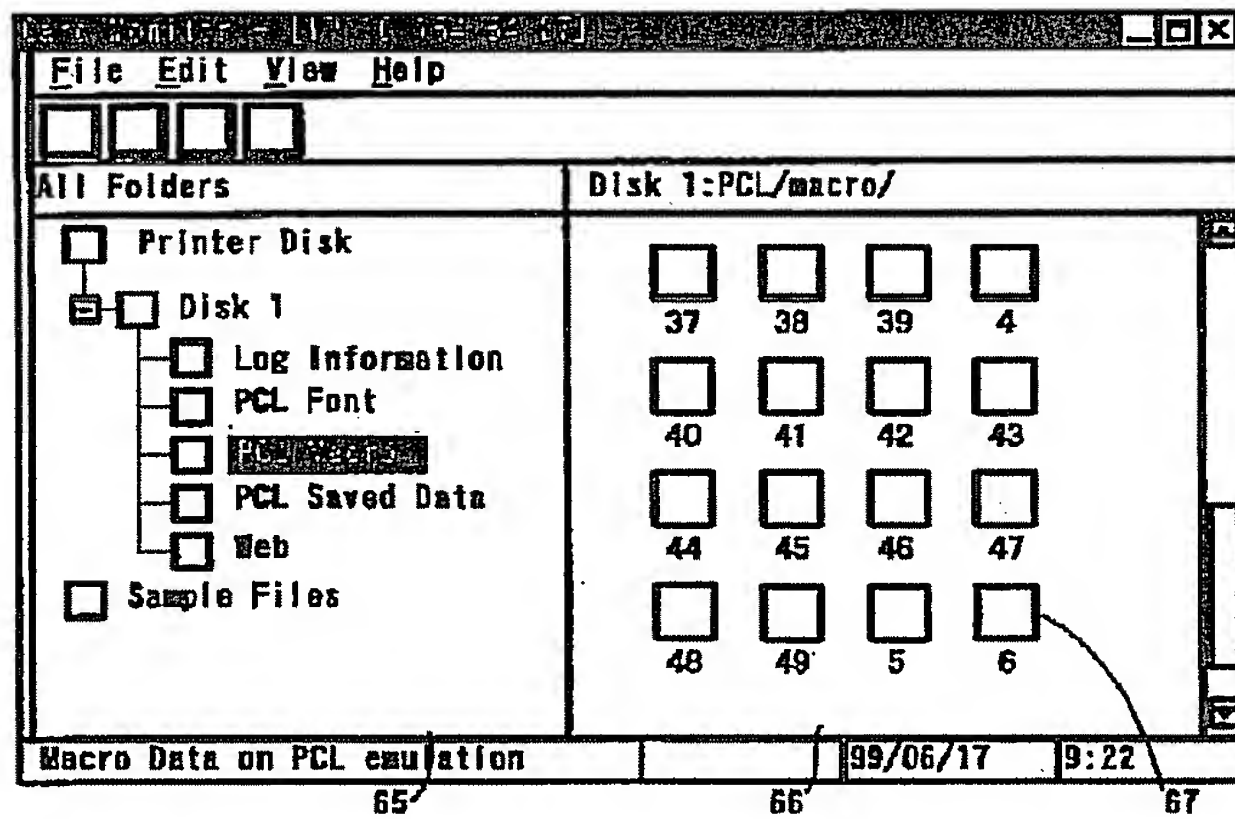 File Edit View Help
All Folders
Disk 1:PCL/macro/
Printer Disk
Disk 1
Log Information
PCL Font
PCL
PCL Saved Data
Web
Sample Files
37 38 39 4
40 41 42 43
44 45 46 47
48 49 5 6
Macro Data on PCL emulation
99/06/17
9:22
65 66 67